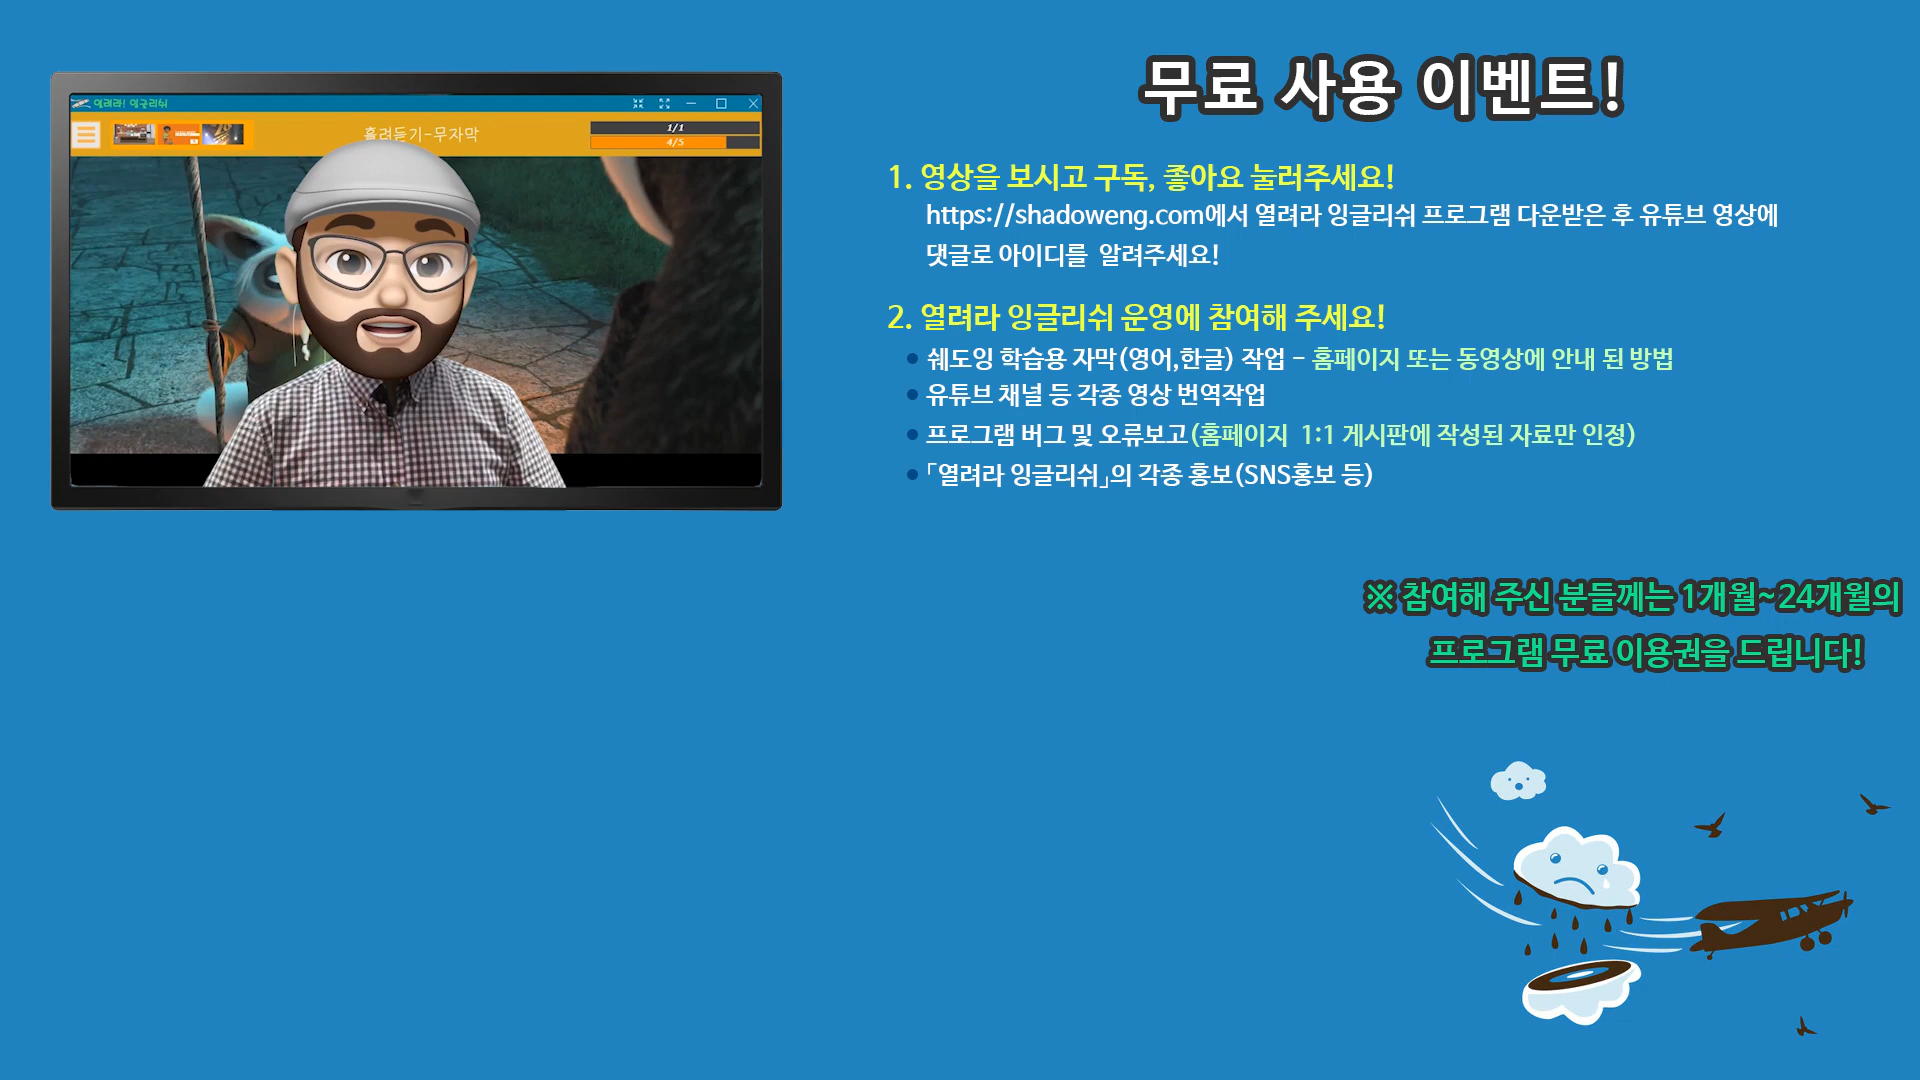 열려라! 잉글리쉬
흘려듣기-무자막
1/1
4/5
무료 사용 이벤트!
1. 영상을 보시고 구독, 좋아요 눌러주세요!
https://shadoweng.com에서 열려라 잉글리쉬 프로그램 다운받은 후 유튜브 영상에
댓글로 아이디를 알려주세요!
2. 열려라 잉글리쉬 운영에 참여해 주세요!
• 쉐도잉 학습용 자막(영어,한글) 작업 - 홈페이지 또는 동영상에 안내 된 방법
• 유튜브 채널 등 각종 영상 번역작업
• 프로그램 버그 및 오류보고(홈페이지 1:1 게시판에 작성된 자료만 인정)
• 「열려라 잉글리쉬」의 각종 홍보(SNS홍보 등)
※ 참여해 주신 분들께는 1개월~24개월의
프로그램 무료 이용권을 드립니다!